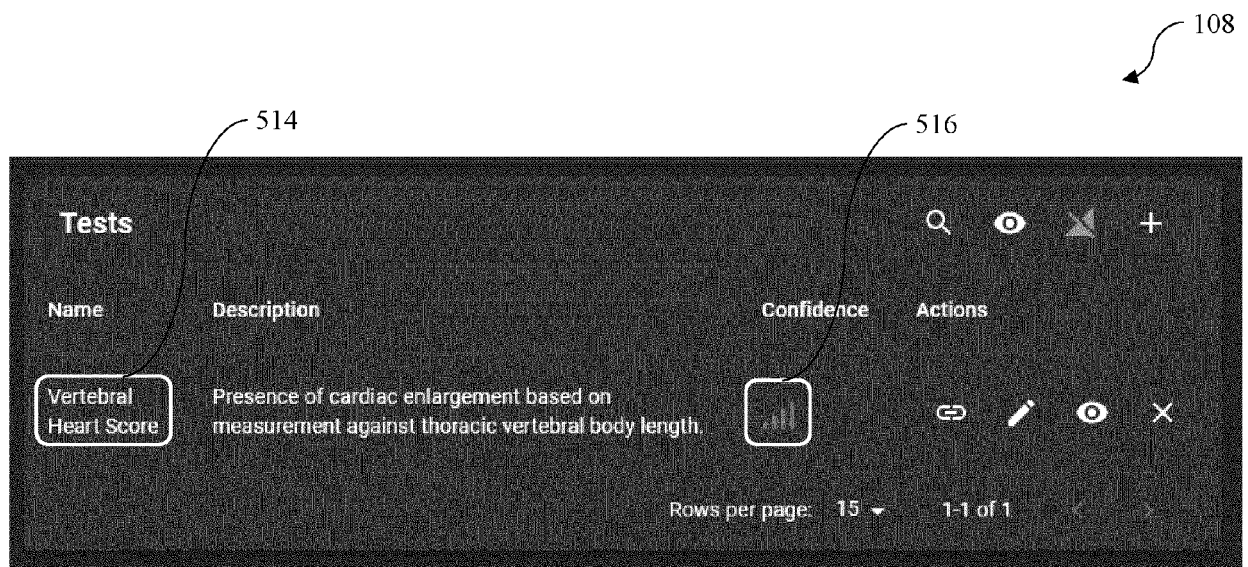 108
514
516
Tests
Name Description Confidence Actions
Vertebral
Heart Score
Presence of cardiac enlargement based on
measurement against thoracic vertebral body length.
Rows per page: 15 1-1 of 1